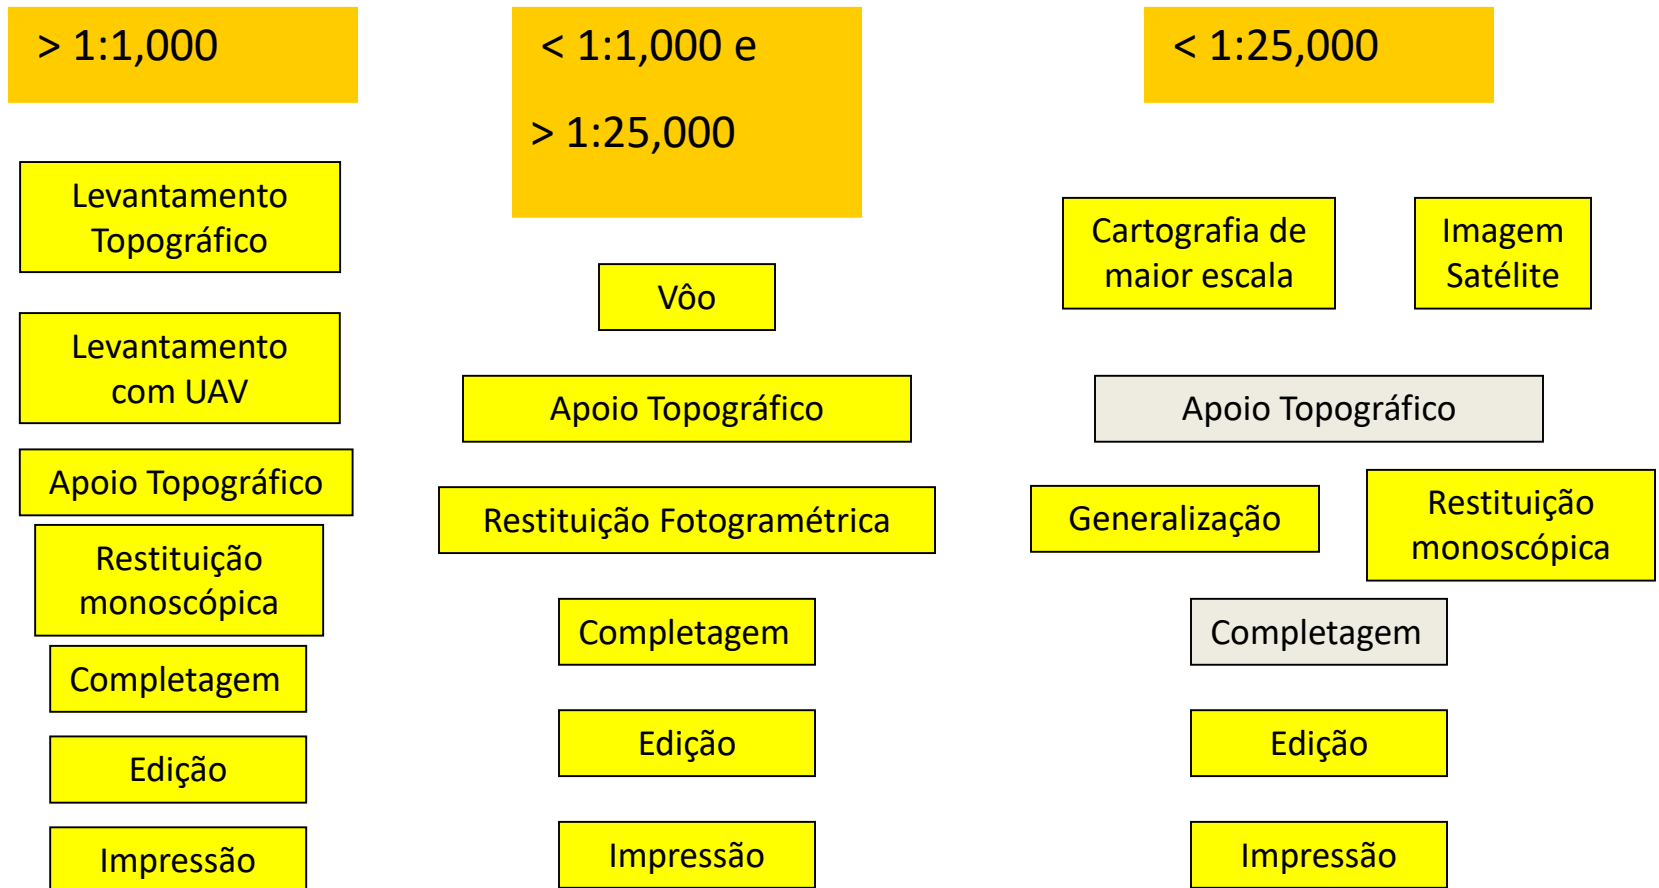 > 1:1,000
Levantamento
Topográfico
Levantamento
com UAV
Apoio Topográfico
Restituição
monoscópica
Completagem
Edição
Impressão
< 1:1,000 e
> 1:25,000
Vôo
Apoio Topográfico
Restituição Fotogramétrica
Completagem
Edição
Impressão
< 1:25,000
Cartografia de
maior escala
Imagem
Satélite
Apoio Topográfico
Generalização
Restituição
monoscópica
Completagem
Edição
Impressão